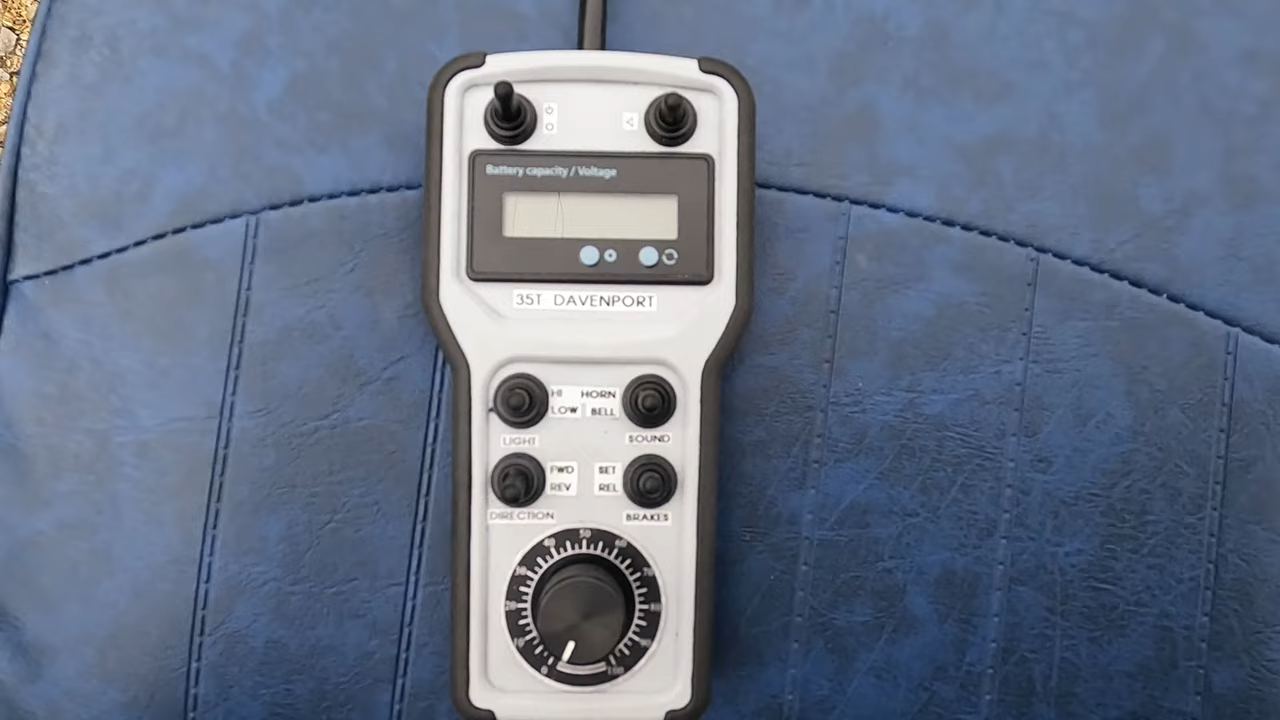 Battery capacity / Voltage
35T DAVENPORT
HI HORN
LOW BELL
LIGHT SOUND
FWD SET
REV REL
DIRECTION BRAKES
0 10 20 30 40 50 60 70 80 90 100